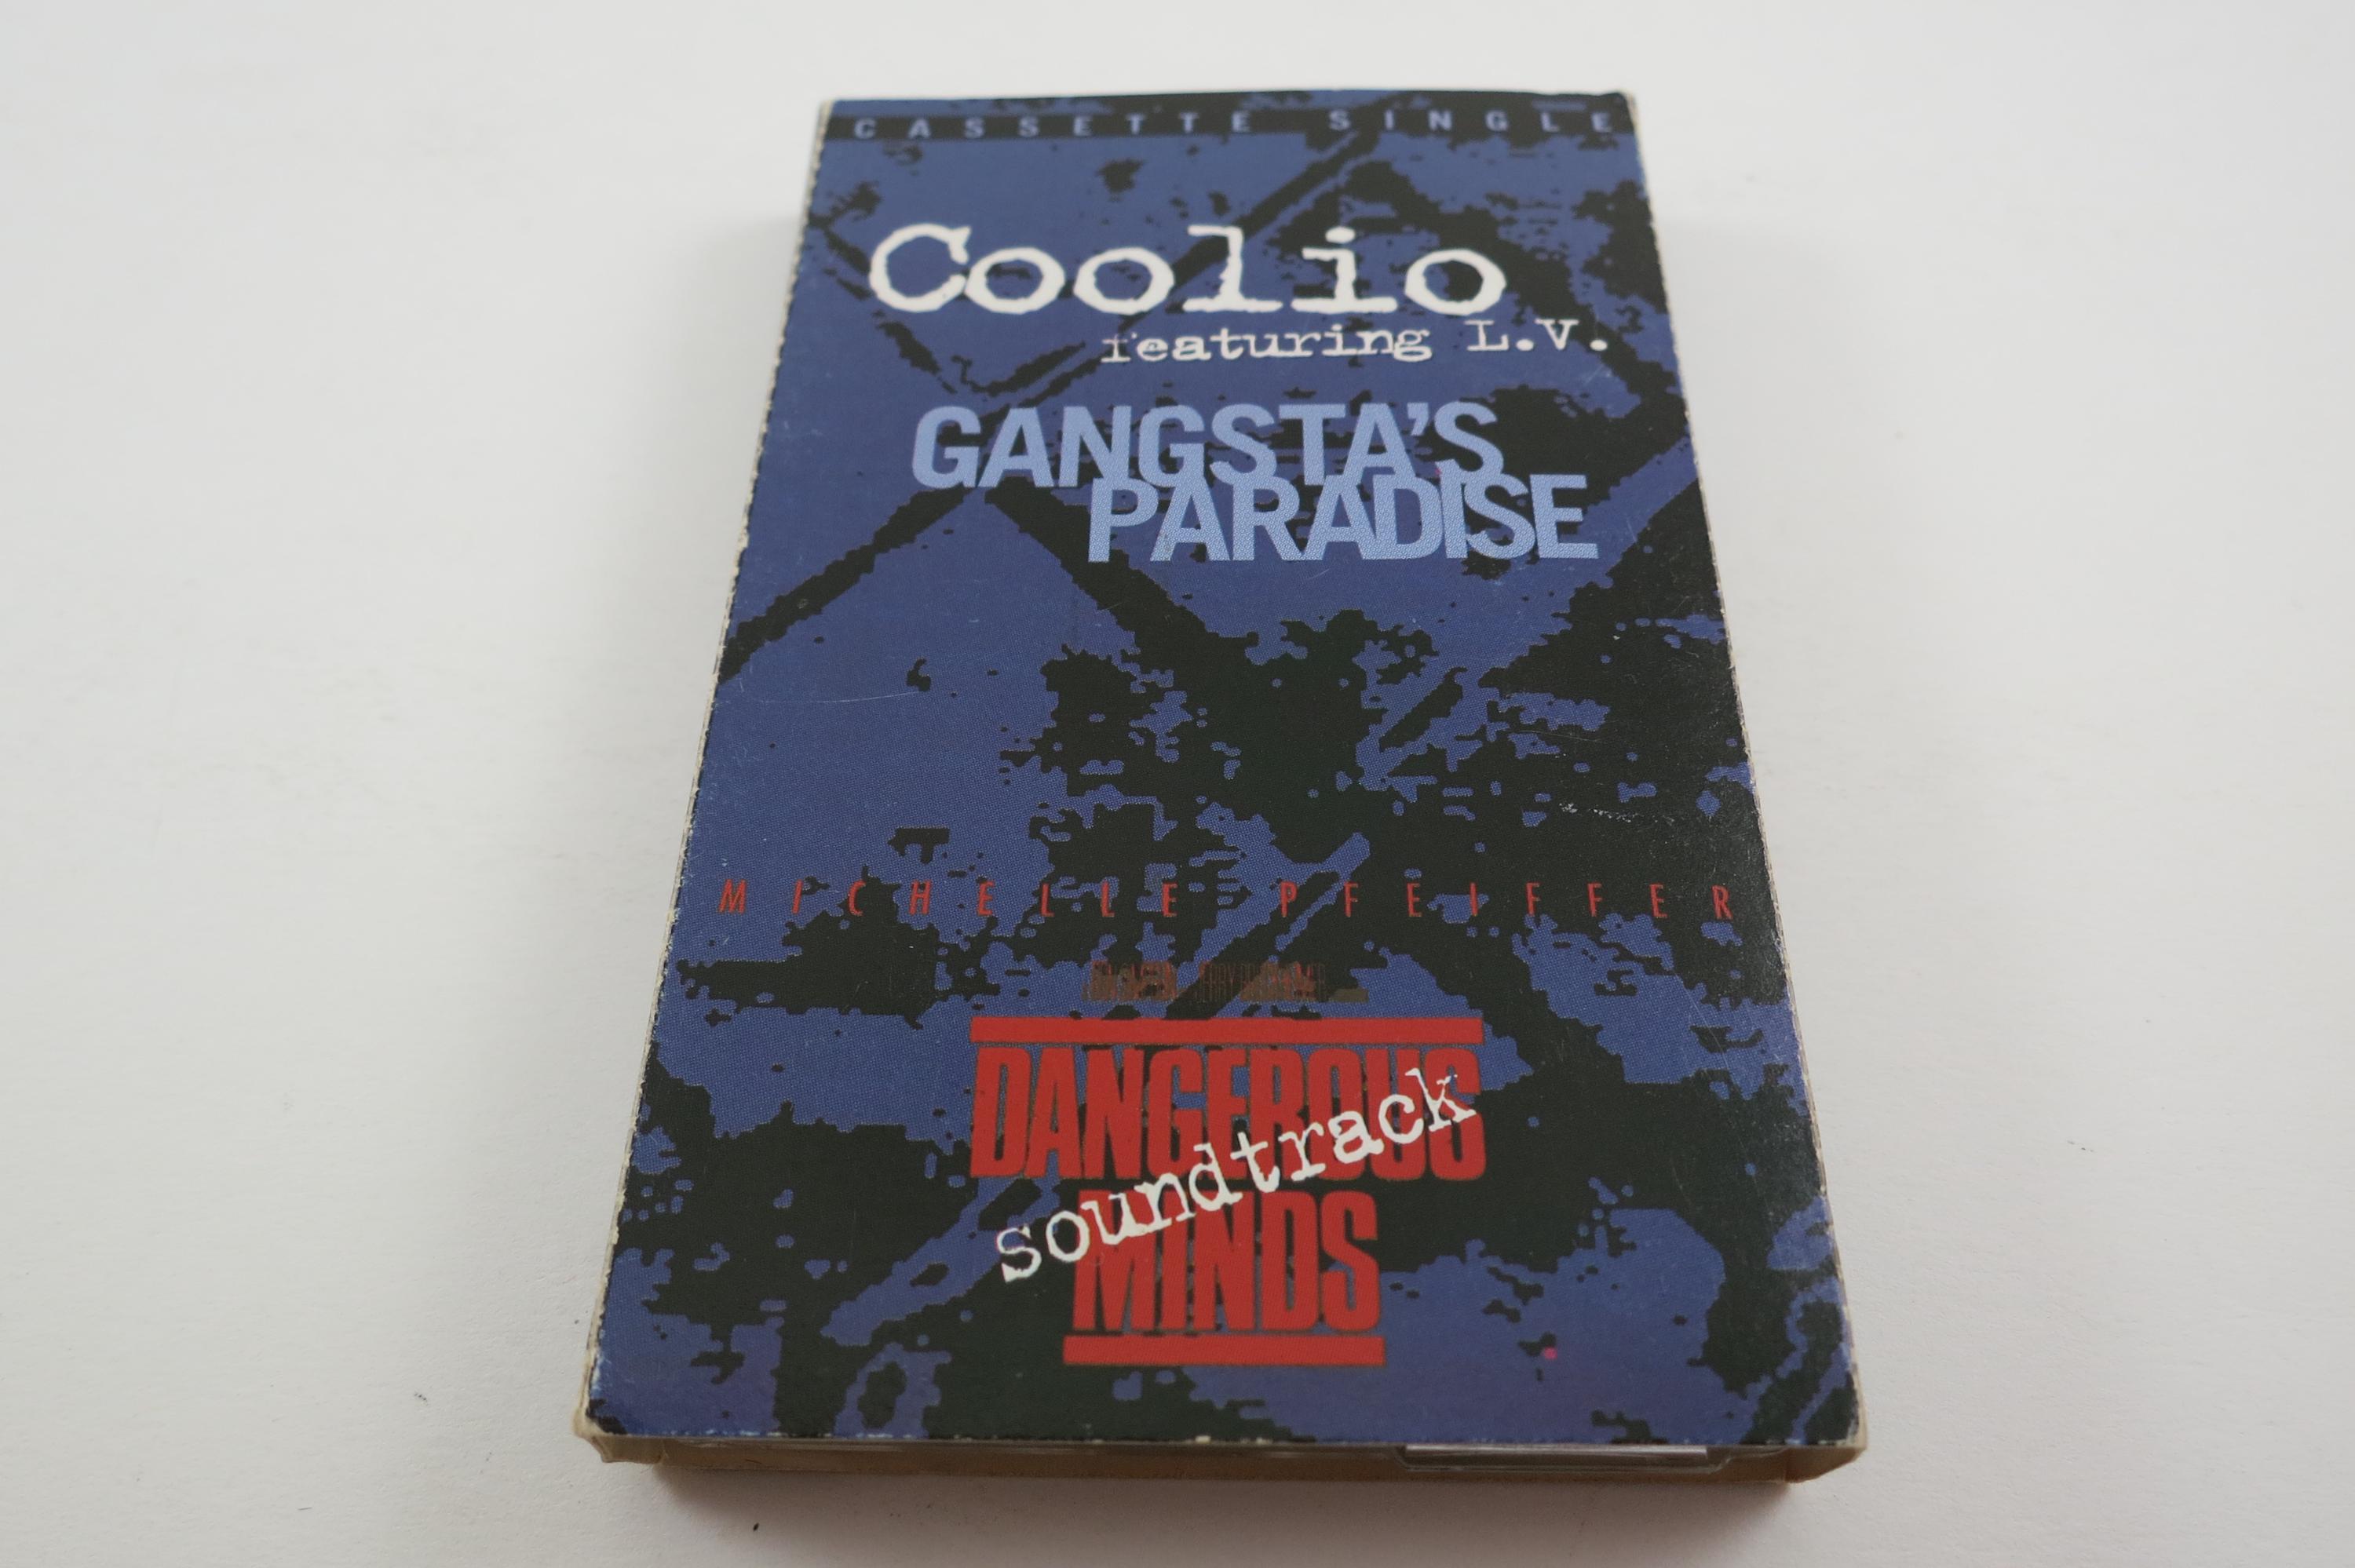 CASSETTE SINGLE
Coolio
featuring L.V.
GANGSTA'S
PARADISE
MICHELLE PFEIFFER
DANGEROUS
soundtrack
MINDS